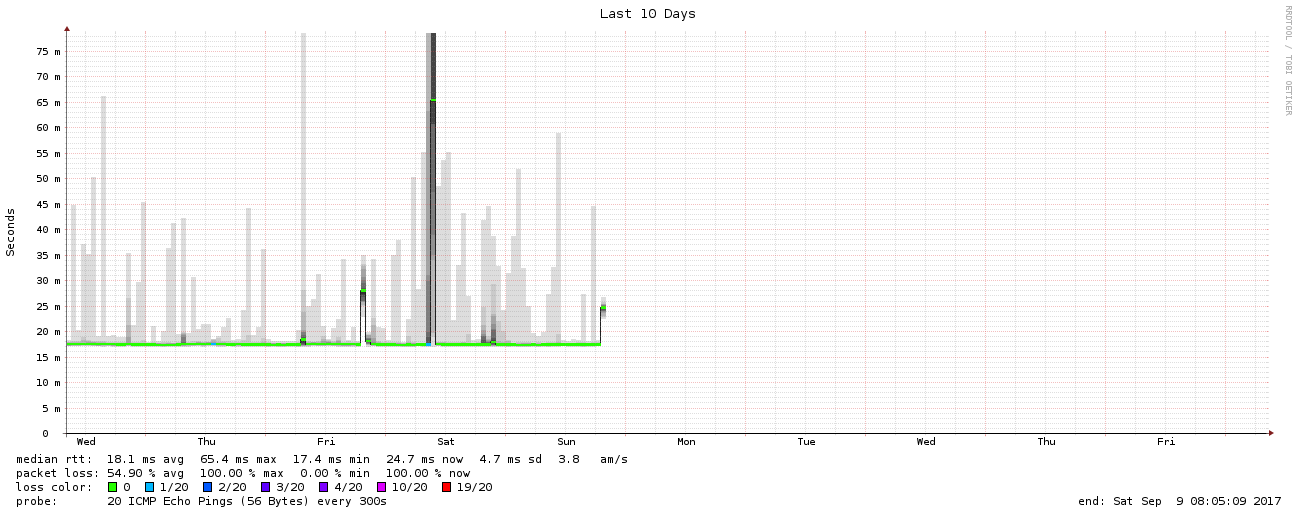 Last 10 Days
RRDTOOL / TOBI OETIKER
Seconds
75 m
70 m
65 m
60 m
55 m
50 m
45 m
40 m
35 m
30 m
25 m
20 m
15 m
10 m
5 m
0
Wed Thu Fri Sat Sun Mon Tue Wed Thu Fri
median rtt: 18.1 ms avg 65.4 ms max 17.4 ms min 24.7 ms now 4.7 ms sd 3.8 am/s
packet loss: 54.90 % avg 100.00 % max 0.00 % min 100.00 % now
loss color: 0 1/20 2/20 3/20 4/20 10/20 19/20
probe: 20 ICMP Echo Pings (56 Bytes) every 300s end: Sat Sep 9 08:05:09 2017